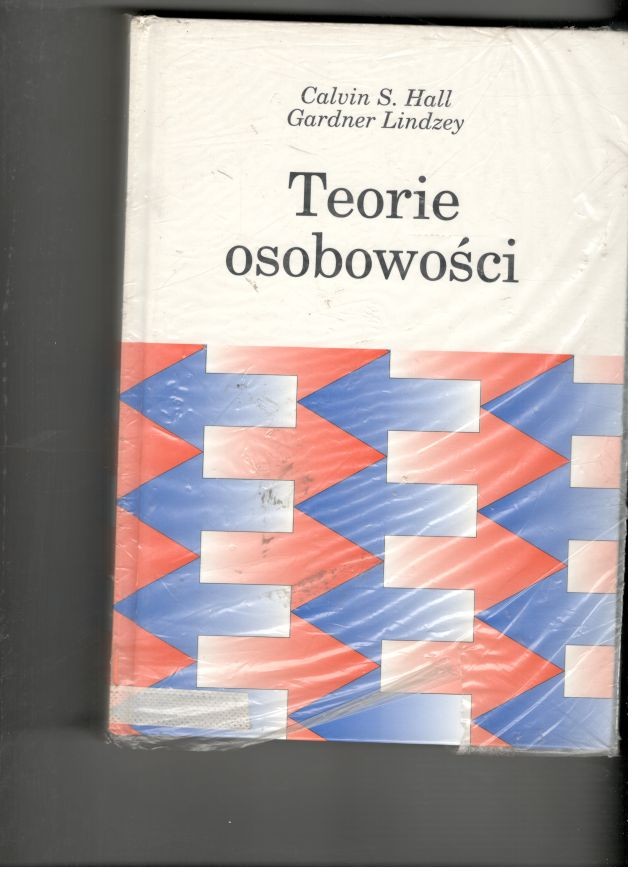 Calvin S. Hall
Gardner Lindzey
Teorie
osobowości